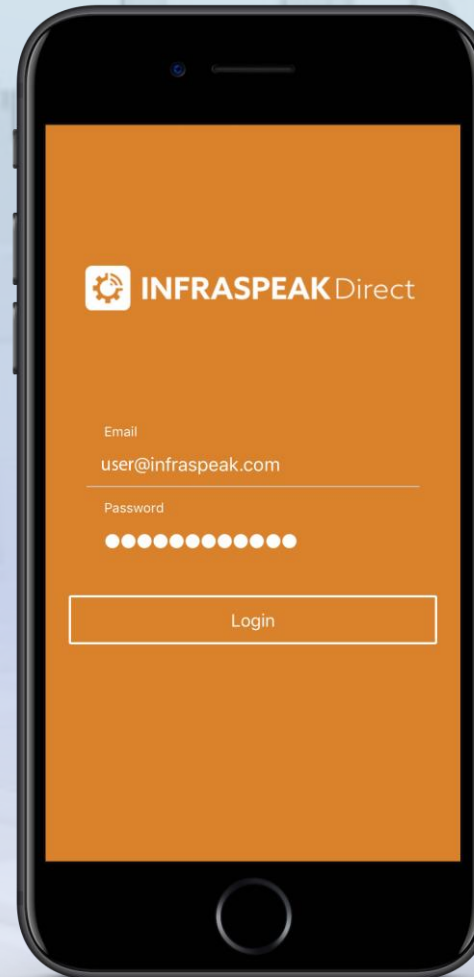 INFRASPEAK Direct
Email
user@infraspeak.com
Password
●●●●●●●●●●●●
Login